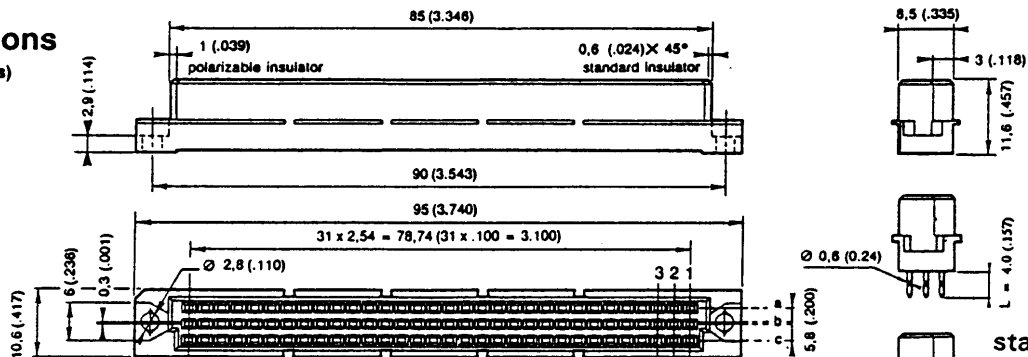 ons
s)
85 (3.346)
1 (.039)
polarizable insulator
0,6 (.024)X 45°
standard insulator
2,9 (.114)
90 (3.543)
95 (3.740)
31 x 2,54 = 78,74 (31 x .100 = 3.100)
Ø 2,8 (.110)
3 2 1
10,6 (.417)
6 (.236)
0,3 (.001)
a
b
c
5,8 (.200)
8,5 (.335)
3 (.118)
11,6 (.457)
Ø 0,6 (0.24)
L = 4.0 (.157)
sta